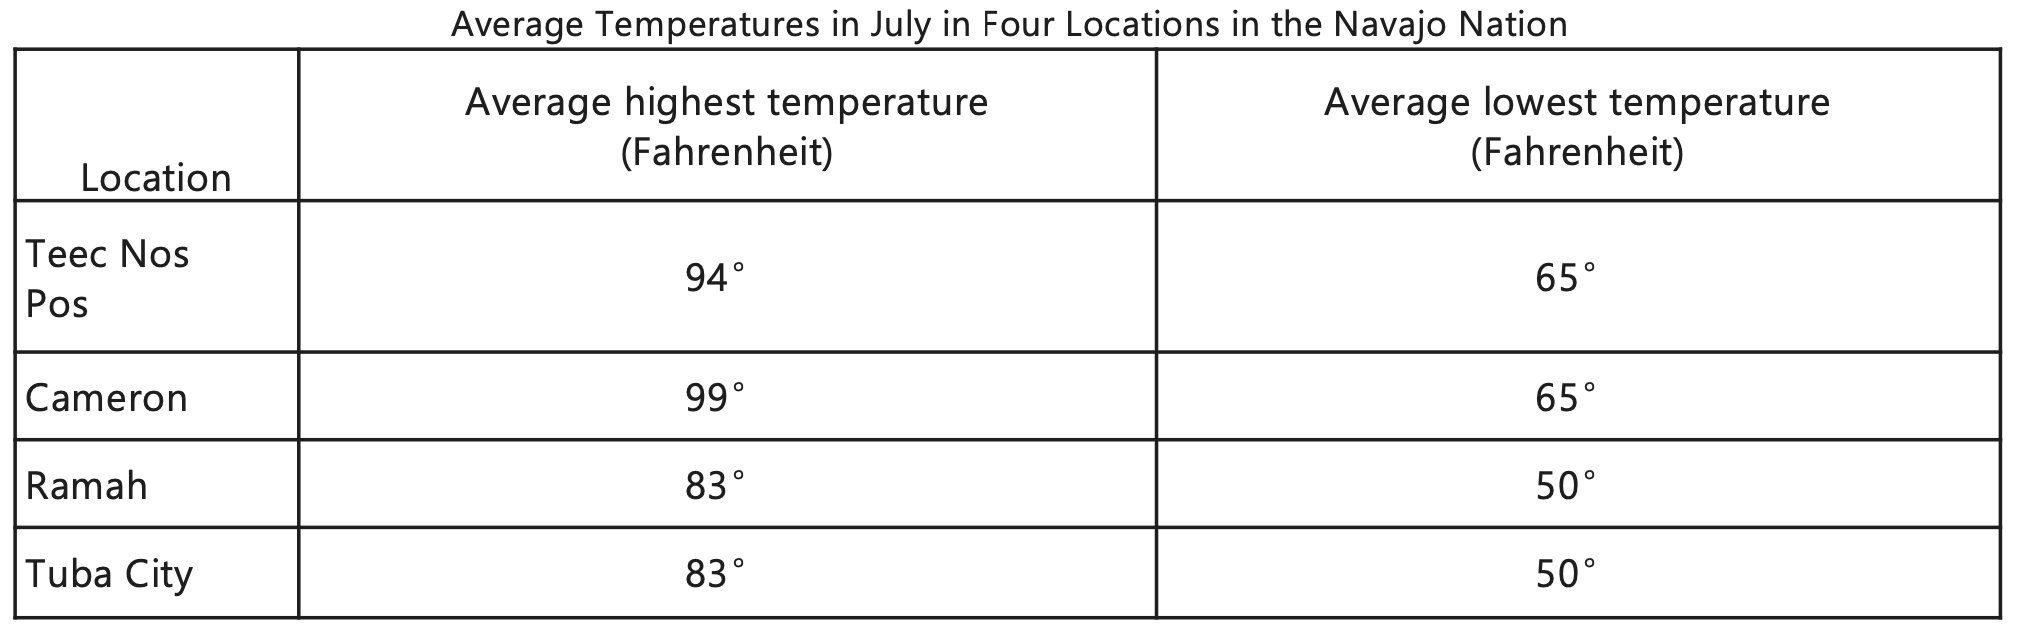 Average Temperatures in July in Four Locations in the Navajo Nation
Location
Average highest temperature
(Fahrenheit)
Average lowest temperature
(Fahrenheit)
Teec Nos
Pos
94°
65°
Cameron
99°
65°
Ramah
83°
50°
Tuba City
83°
50°